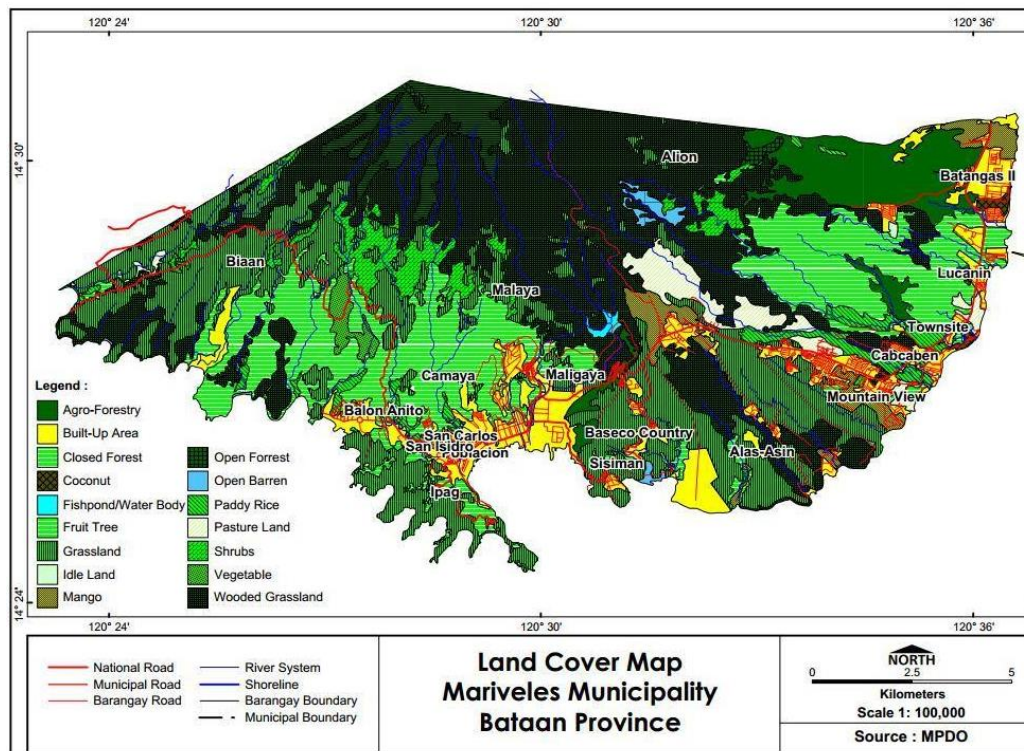 120° 24'
120° 30'
120° 36'
14° 30'
14° 24'
Alion
Batangas II
Biaan
Lucanin
Malaya
Townsite
Cabcaben
Camaya
Maligaya
Mountain View
Balon Anito
San Carlos
San Isidro
Poblacion
Baseco Country
Alas-Asin
Sisiman
Ipag
Legend :
Agro-Forestry
Built-Up Area
Closed Forest
Coconut
Fishpond/Water Body
Fruit Tree
Grassland
Idle Land
Mango
Open Forrest
Open Barren
Paddy Rice
Pasture Land
Shrubs
Vegetable
Wooded Grassland
120° 24'
120° 30'
120° 36'
National Road
Municipal Road
Barangay Road
River System
Shoreline
Barangay Boundary
Municipal Boundary
Land Cover Map
Mariveles Municipality
Bataan Province
NORTH
0 2.5 5
Kilometers
Scale 1: 100,000
Source : MPDO